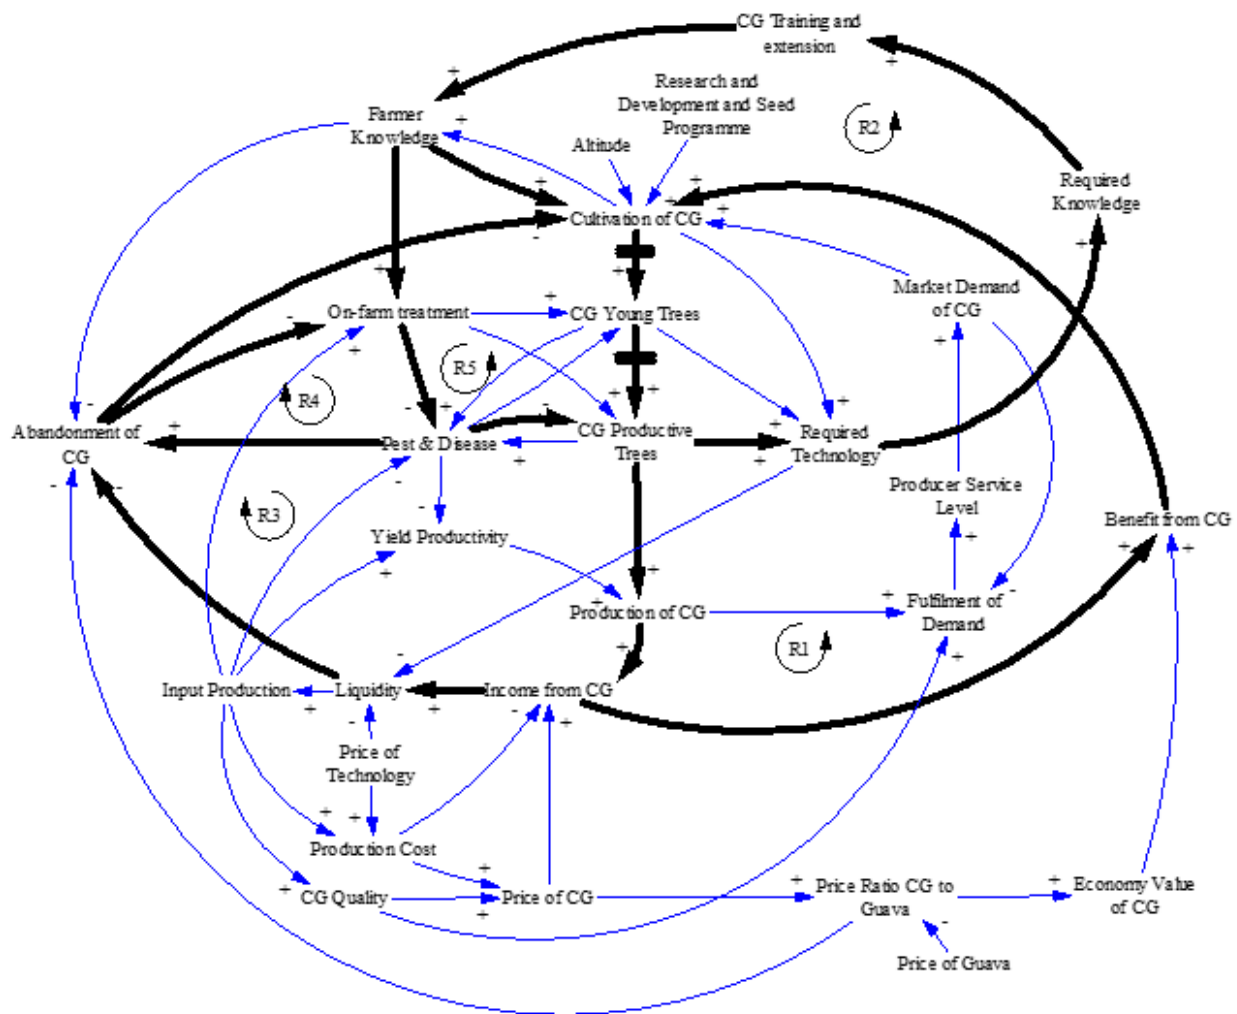 CG Training and
extension
Research and
Development and Seed
Programme
Farmer
Knowledge
R2
Altitude
Required
Knowledge
Cultivation of CG
Market Demand
of CG
On-farm treatment
CG Young Trees
R5
R4
Abandonment of
CG
Pest & Disease
CG Productive
Trees
Required
Technology
Producer Service
Level
R3
Benefit from CG
Yield Productivity
Production of CG
Fulfilment of
Demand
R1
Input Production
Liquidity
Income from CG
Price of
Technology
Production Cost
CG Quality
Price of CG
Price Ratio CG to
Guava
Economy Value
of CG
Price of Guava